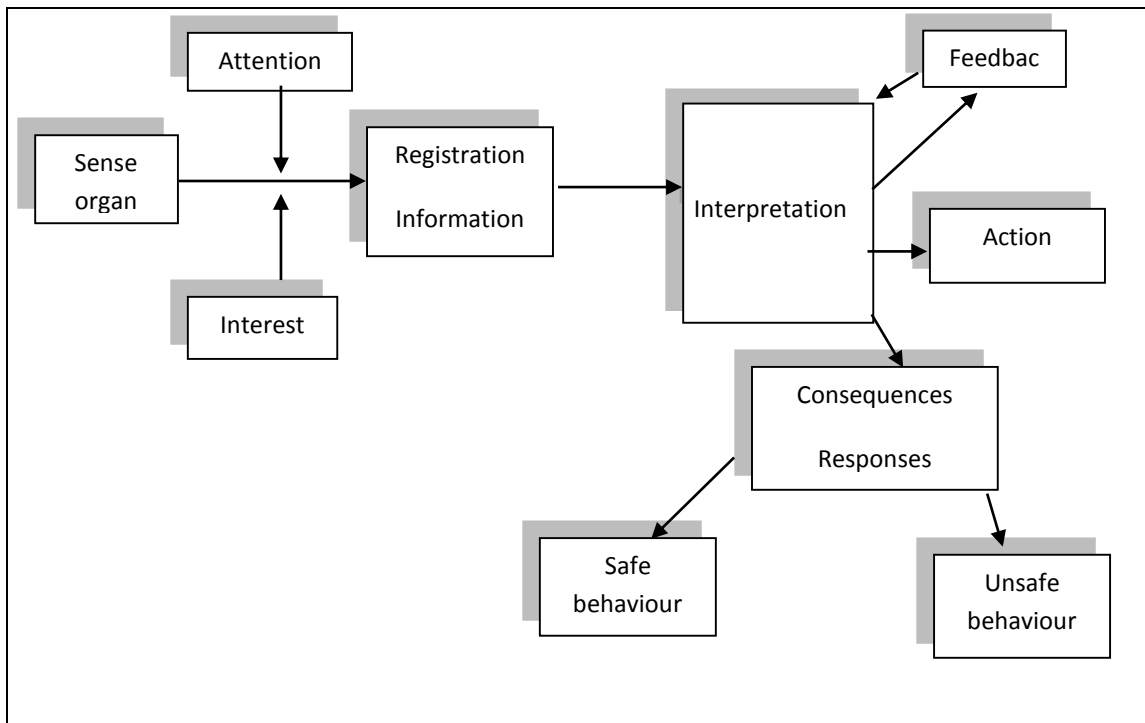 Attention
Feedbac
Sense
organ
Registration
Information
Interpretation
Action
Interest
Consequences
Responses
Safe
behaviour
Unsafe
behaviour